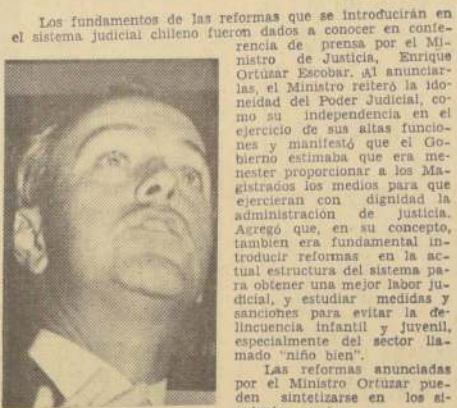 Los fundamentos de las reformas que se introducirán en
el sistema judicial chileno fueron dados a conocer en confe-
rencia de prensa por el Mi-
nistro de Justicia, Enrique
Ortúzar Escobar. Al anunciar-
las, el Ministro reiteró la ido-
neidad del Poder Judicial, co-
mo su independencia en el
ejercicio de sus altas funcio-
nes y manifestó que el Go-
bierno estimaba que era me-
nester proporcionar a los Ma-
gistrados los medios para que
ejercieran con dignidad la
administración de justicia.
Agregó que, en su concepto,
tambien era fundamental in-
troducir reformas en la ac-
tual estructura del sistema pa-
ra obtener una mejor labor ju-
dicial, y estudiar medidas y
sanciones para evitar la de-
lincuencia infantil y juvenil,
especialmente del sector lla-
mado "niño bien".
Las reformas anunciadas
por el Ministro Ortúzar pue-
den sintetizarse en los si-